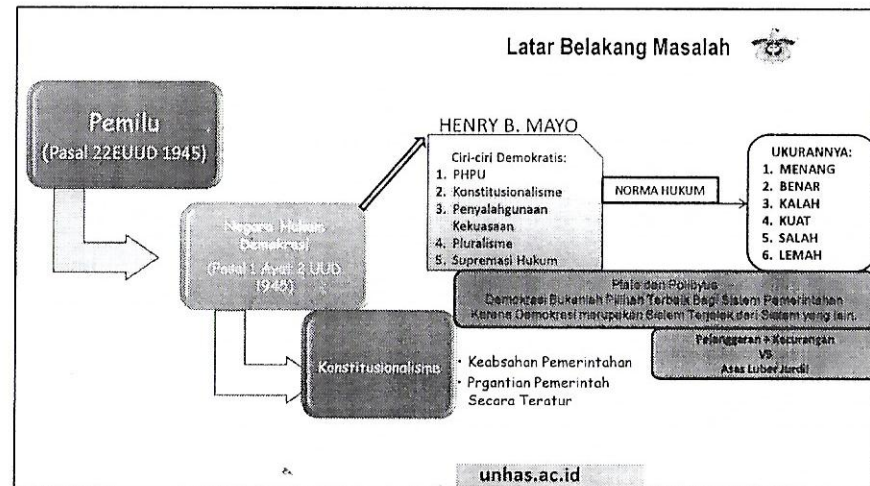 Latar Belakang Masalah
Pemilu
(Pasal 22EUUD 1945)
Negara Hukum
Demokrasi
(Pasal 1 Ayat 2 UUD
1945)
Konstitusionalisme
• Keabsahan Pemerintahan
• Prgantian Pemerintah
Secara Teratur
HENRY B. MAYO
Ciri-ciri Demokratis:
1. PHPU
2. Konstitusionalisme
3. Penyalahgunaan
Kekuasaan
4. Pluralisme
5. Supremasi Hukum
NORMA HUKUM
UKURANNYA:
1. MENANG
2. BENAR
3. KALAH
4. KUAT
5. SALAH
6. LEMAH
Plato dan Polibyus
Demokrasi Bukanlah Pilihan Terbaik Bagi Sistem Pemerintahan
Karena Demokrasi merupakan Sistem Terjelek dari Sistem yang lain.
Pelanggaran + Kecurangan
VS
Asas Luber Jurdil
unhas.ac.id